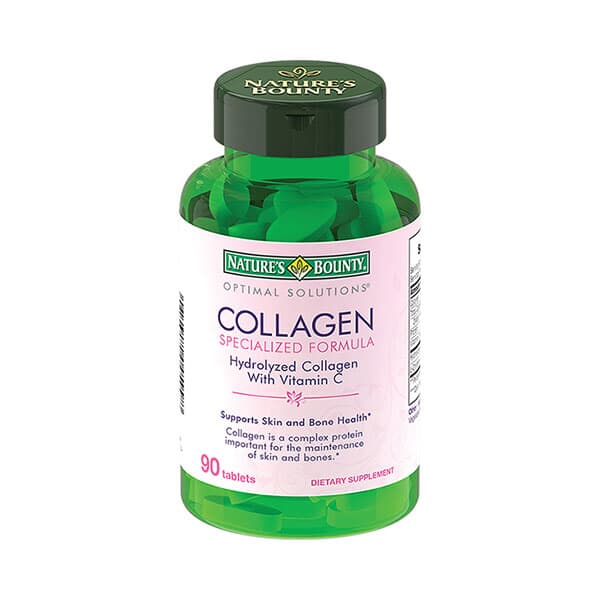 NATURE'S
BOUNTY
NATURE'S BOUNTY®
OPTIMAL SOLUTIONS®
COLLAGEN
SPECIALIZED FORMULA
Hydrolyzed Collagen
With Vitamin C
Supports Skin and Bone Health*
Collagen is a complex protein
important for the maintenance
of skin and bones.*
90 tablets
DIETARY SUPPLEMENT